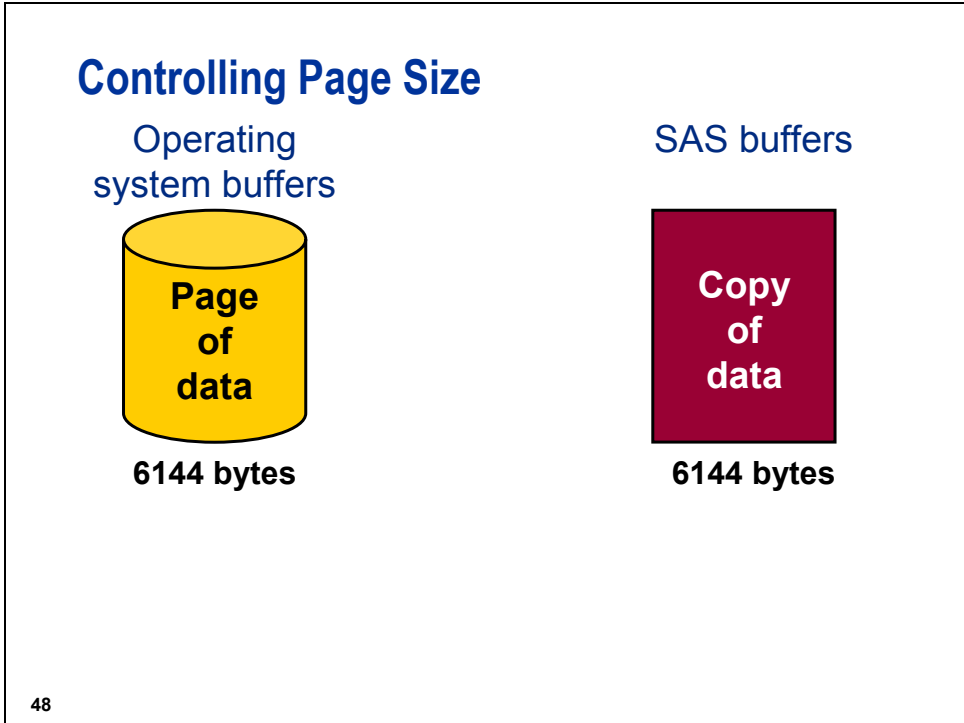 Controlling Page Size
Operating
system buffers
Page
of
data
6144 bytes
SAS buffers
Copy
of
data
6144 bytes
48